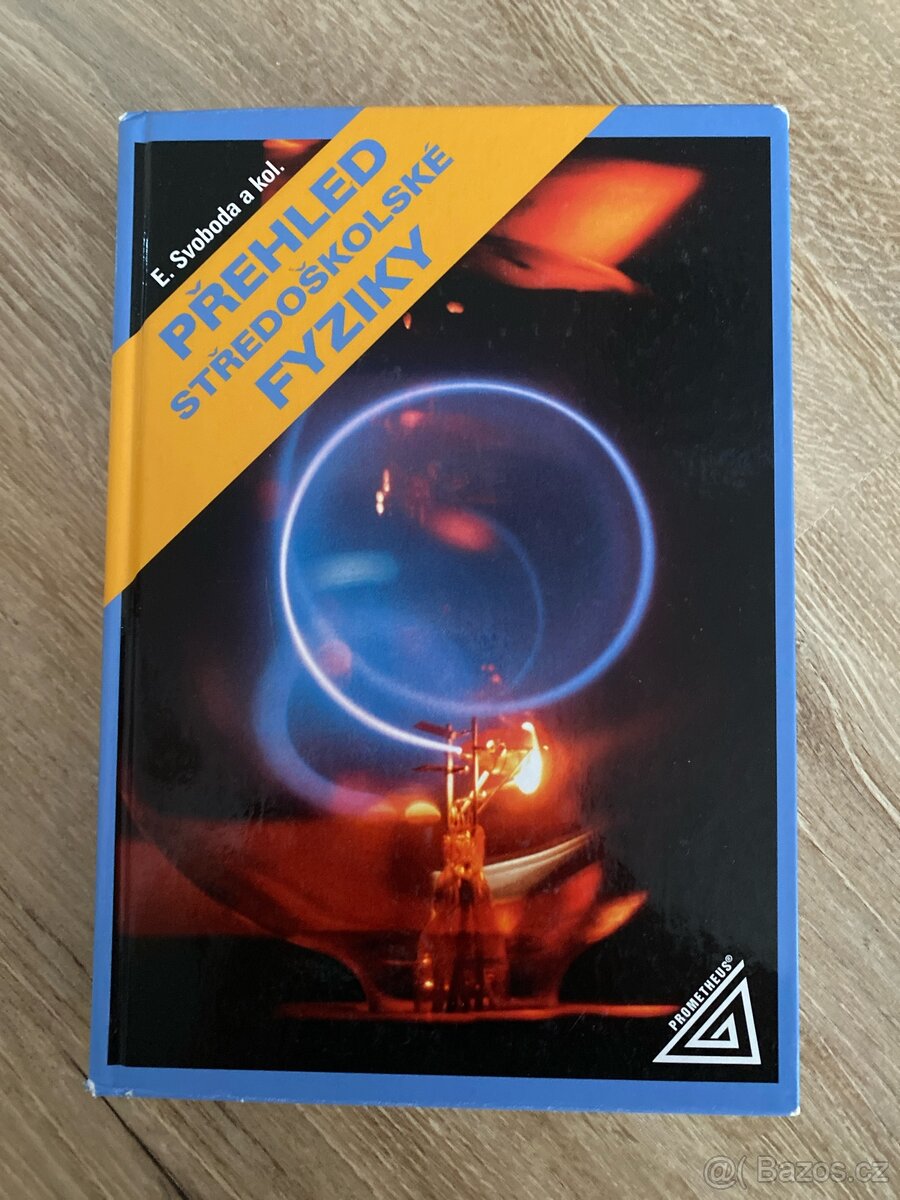 E. Svoboda a kol.
PŘEHLED
STŘEDOŠKOLSKÉ
FYZIKY
PROMETHEUS®
@( Bazos.cz